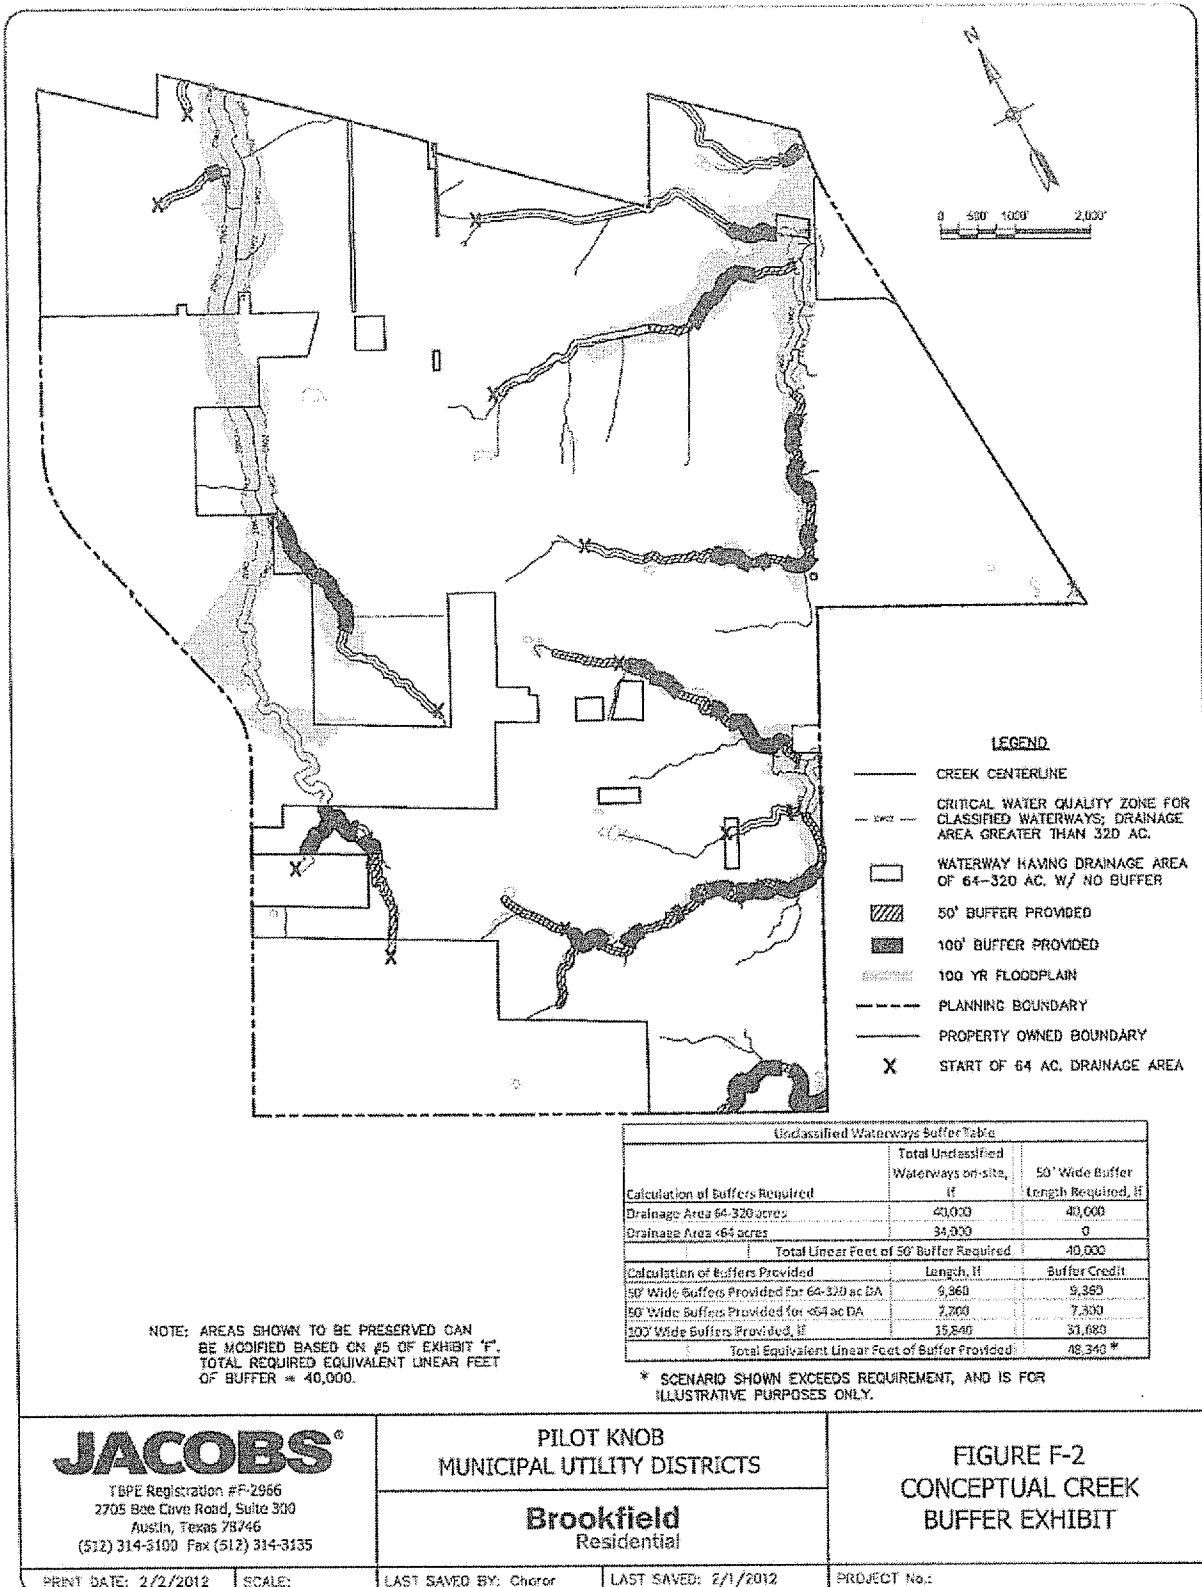 N
0 500' 1000' 2,000'
LEGEND
CREEK CENTERLINE
CRITICAL WATER QUALITY ZONE FOR
CLASSIFIED WATERWAYS; DRAINAGE
AREA GREATER THAN 320 AC.
WATERWAY HAVING DRAINAGE AREA
OF 64-320 AC. W/ NO BUFFER
50' BUFFER PROVIDED
100' BUFFER PROVIDED
100 YR FLOODPLAIN
PLANNING BOUNDARY
PROPERTY OWNED BOUNDARY
X START OF 64 AC. DRAINAGE AREA
Unclassified Waterways Buffer Table
Calculation of Buffers Required Total Unclassified Waterways on-site, lf 50' Wide Buffer Length Required, lf
Drainage Area 64-320 acres 40,000 40,000
Drainage Area <64 acres 34,000 0
Total Linear Feet of 50' Buffer Required 40,000
Calculation of Buffers Provided Length, lf Buffer Credit
50' Wide Buffers Provided for 64-320 ac DA 9,360 9,360
50' Wide Buffers Provided for <64 ac DA 7,300 7,300
100' Wide Buffers Provided, lf 15,840 31,680
Total Equivalent Linear Feet of Buffer Provided 48,340 *
NOTE: AREAS SHOWN TO BE PRESERVED CAN
BE MODIFIED BASED ON #5 OF EXHIBIT "F".
TOTAL REQUIRED EQUIVALENT LINEAR FEET
OF BUFFER = 40,000.
* SCENARIO SHOWN EXCEEDS REQUIREMENT, AND IS FOR
ILLUSTRATIVE PURPOSES ONLY.
JACOBS®
TBPE Registration #F-2966
2705 Bee Cave Road, Suite 300
Austin, Texas 78746
(512) 314-3100 Fax (512) 314-3135
PILOT KNOB
MUNICIPAL UTILITY DISTRICTS
Brookfield
Residential
FIGURE F-2
CONCEPTUAL CREEK
BUFFER EXHIBIT
PRINT DATE: 2/2/2012 SCALE: LAST SAVED BY: Choror LAST SAVED: 2/1/2012 PROJECT No.: